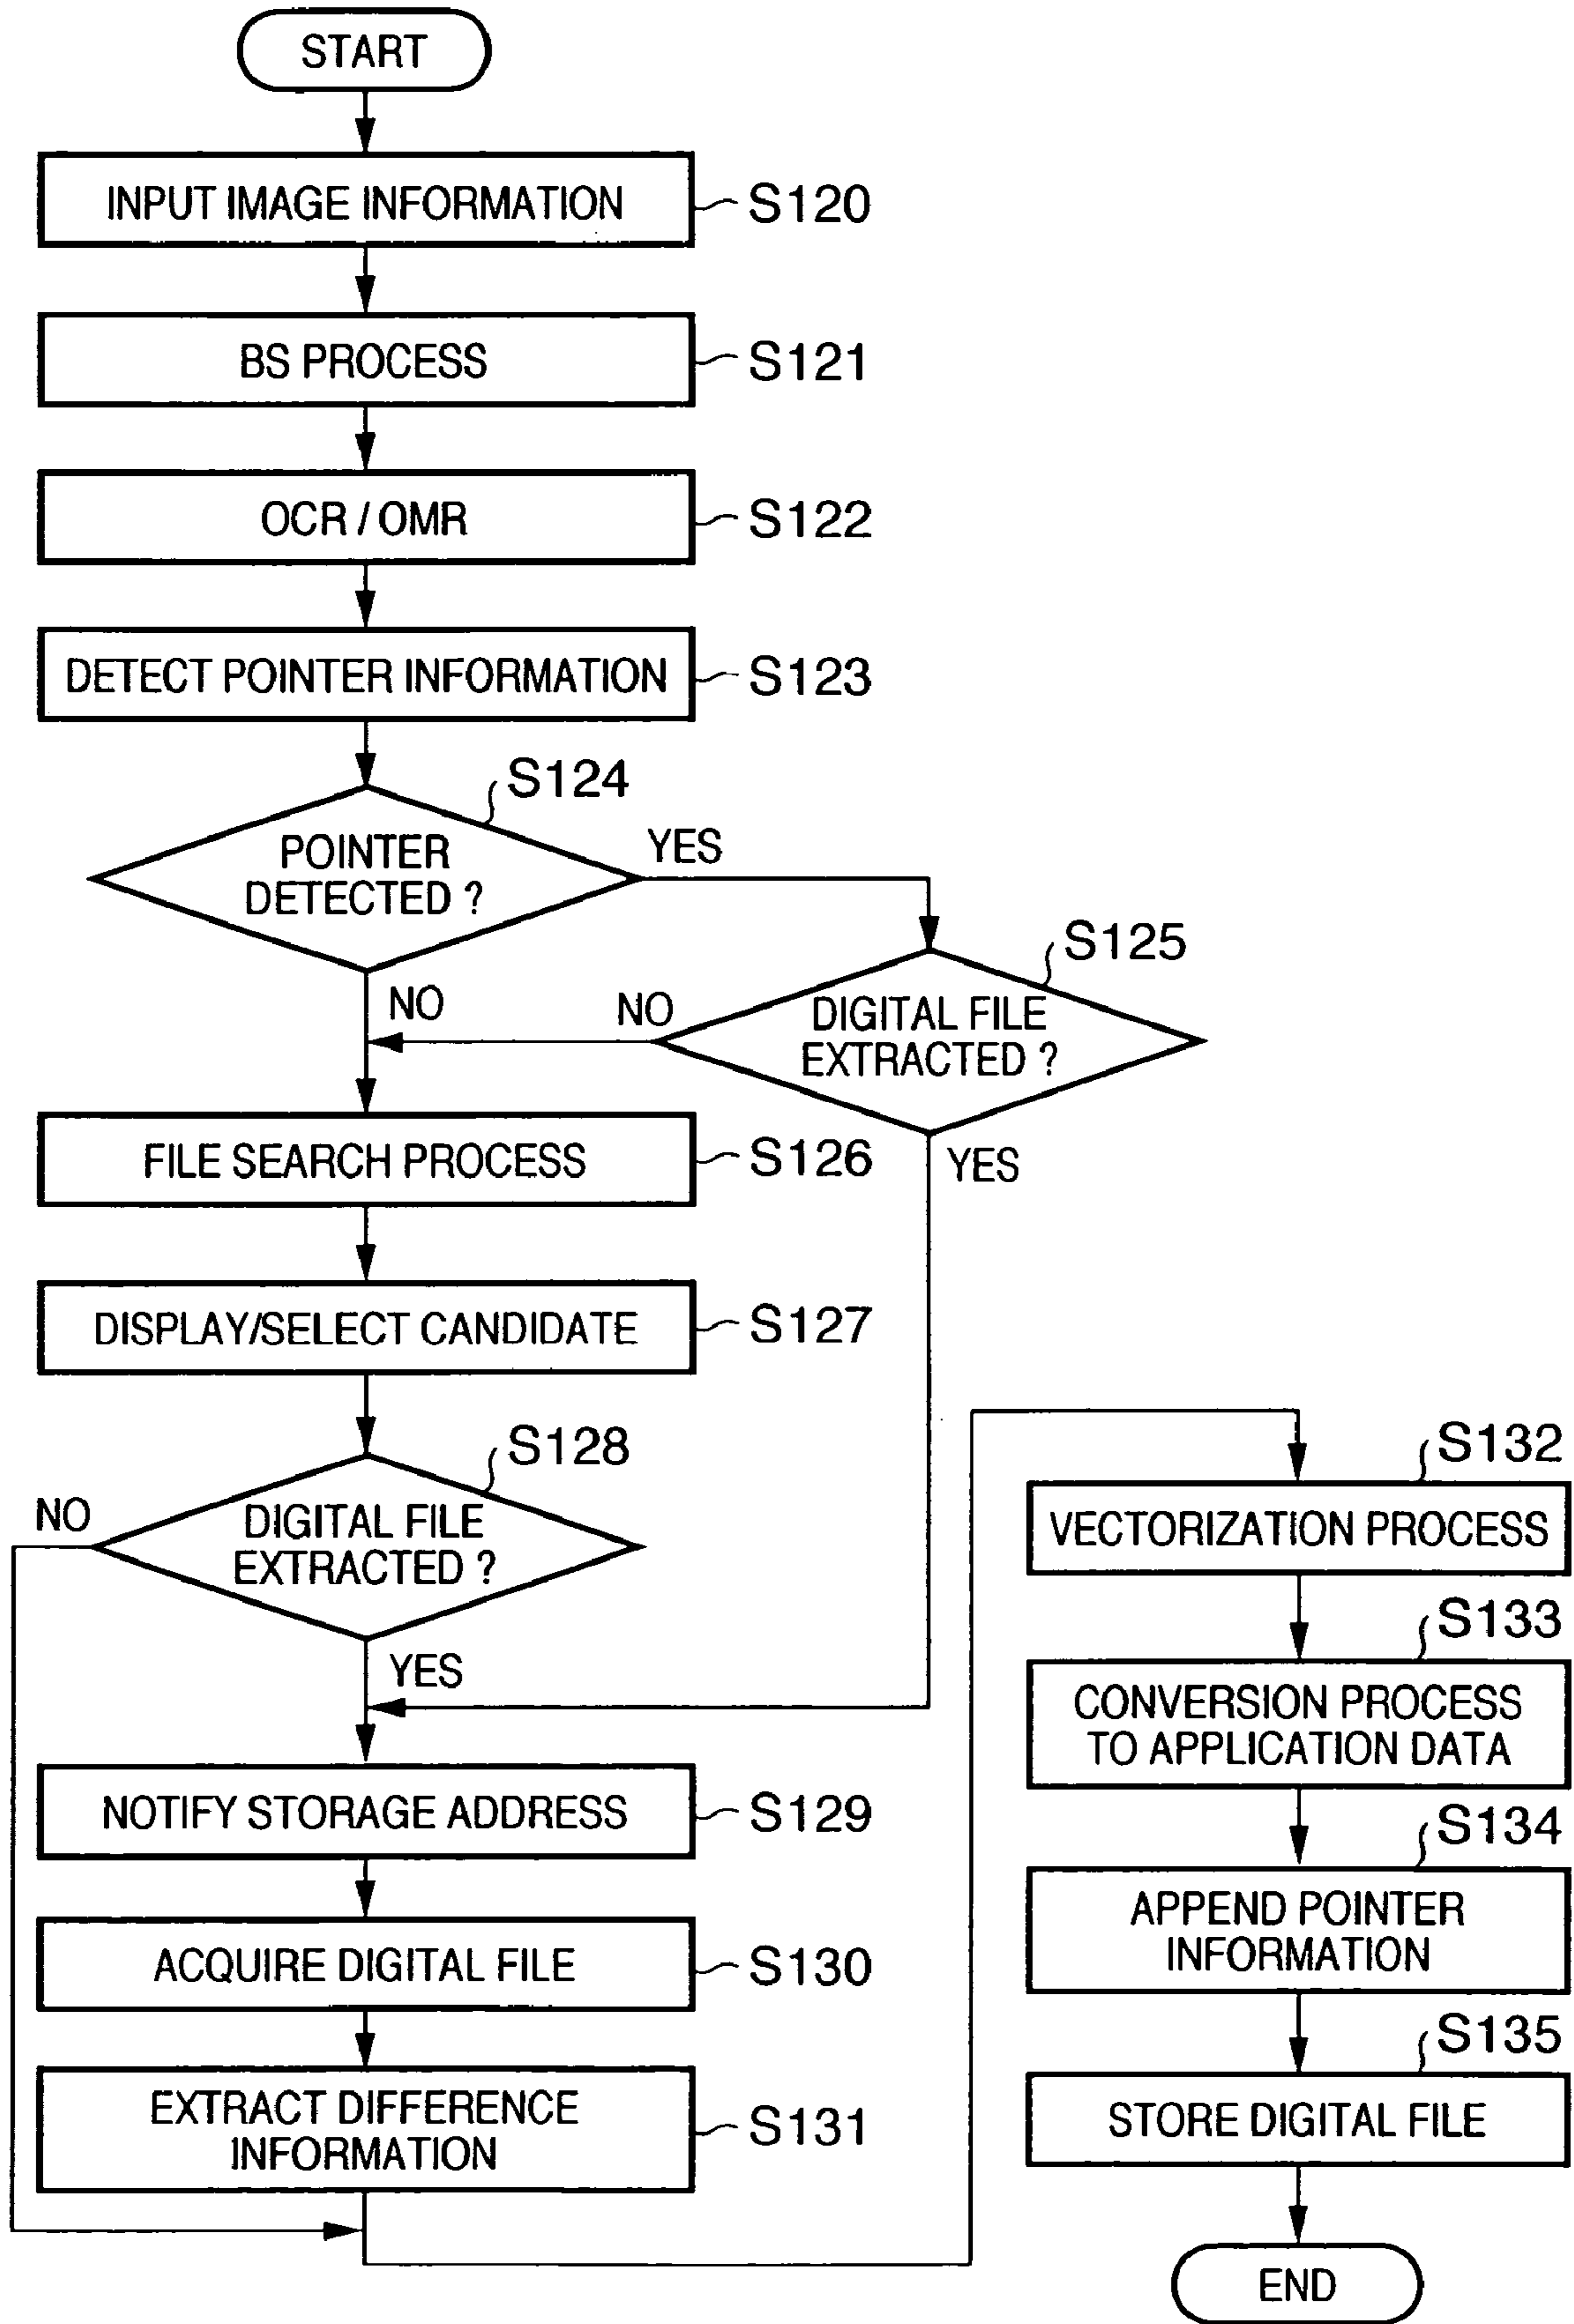 START
INPUT IMAGE INFORMATION
S120
BS PROCESS
S121
OCR / OMR
S122
DETECT POINTER INFORMATION
S123
S124
POINTER
DETECTED ?
YES
NO
S125
DIGITAL FILE
EXTRACTED ?
NO
YES
FILE SEARCH PROCESS
S126
DISPLAY/SELECT CANDIDATE
S127
S128
DIGITAL FILE
EXTRACTED ?
NO
YES
NOTIFY STORAGE ADDRESS
S129
ACQUIRE DIGITAL FILE
S130
EXTRACT DIFFERENCE
INFORMATION
S131
S132
VECTORIZATION PROCESS
S133
CONVERSION PROCESS
TO APPLICATION DATA
S134
APPEND POINTER
INFORMATION
S135
STORE DIGITAL FILE
END